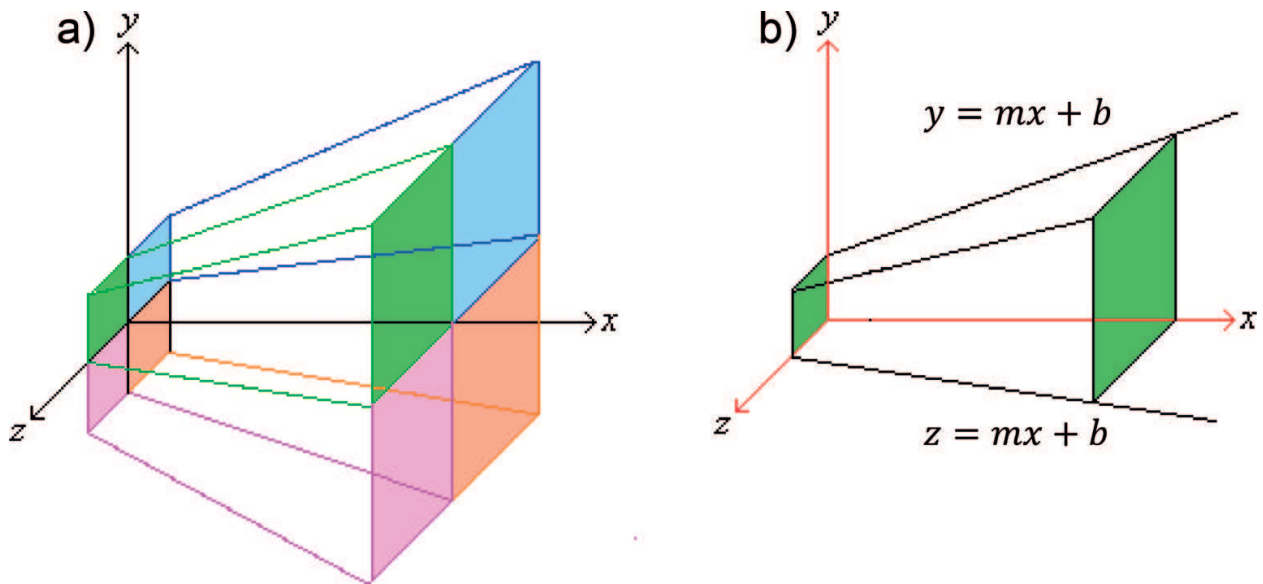 a)
y
x
z
b)
y
y = mx + b
x
z
z = mx + b